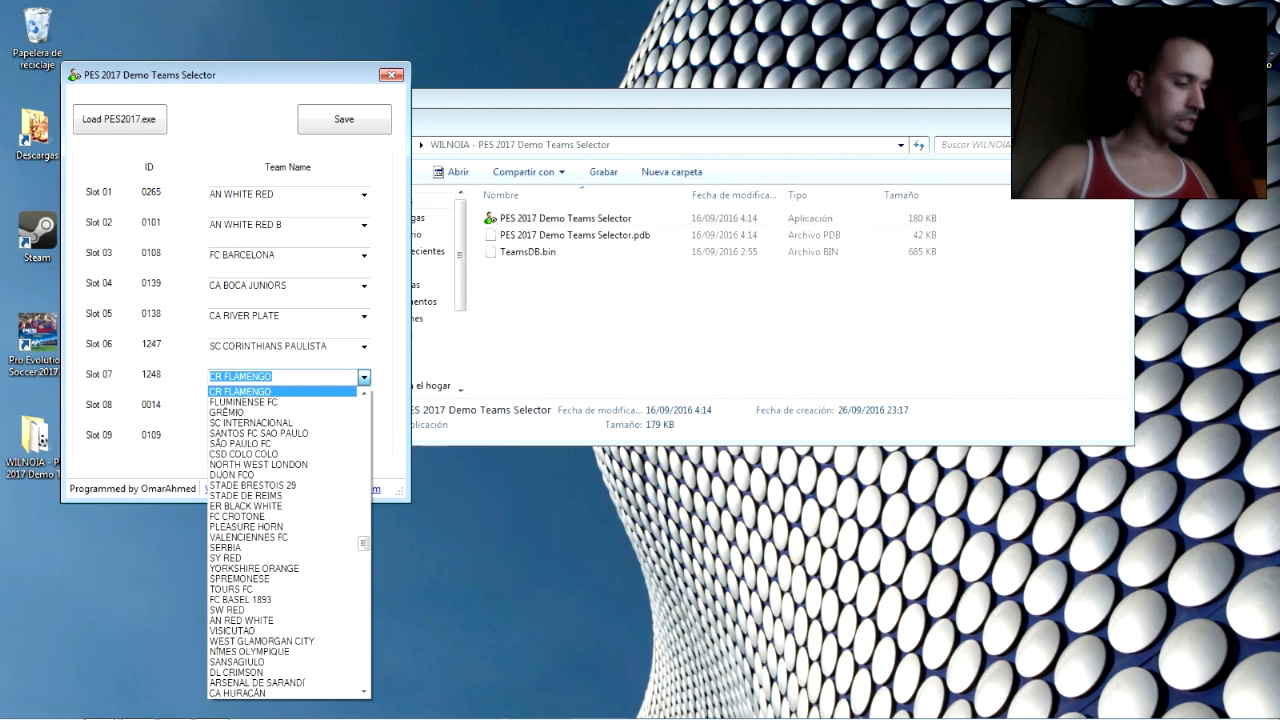 Papelera de
reciclaje
Descargas
Steam
Pro Evolution
Soccer 2017.
WILNOIA - P
2017 Demo T
PES 2017 Demo Teams Selector
Load PES2017.exe
Save
ID
Team Name
Slot 01 0265 AN WHITE RED
Slot 02 0101 AN WHITE RED B
Slot 03 0108 FC BARCELONA
Slot 04 0139 CA BOCA JUNIORS
Slot 05 0138 CA RIVER PLATE
Slot 06 1247 SC CORINTHIANS PAULISTA
Slot 07 1248 CR FLAMENGO
Slot 08 0014
Slot 09 0109
Programmed by OmarAhmed
m
CR FLAMENGO
FLUMINENSE FC
GRÊMIO
SC INTERNACIONAL
SANTOS FC SAO PAULO
SÃO PAULO FC
CSD COLO COLO
NORTH WEST LONDON
DIJON FCO
STADE BRESTOIS 29
STADE DE REIMS
ER BLACK WHITE
FC CROTONE
PLEASURE HORN
VALENCIENNES FC
SERBIA
SY RED
YORKSHIRE ORANGE
SPREMONESE
TOURS FC
FC BASEL 1893
SW RED
AN RED WHITE
VISICUTAO
WEST GLAMORGAN CITY
NÎMES OLYMPIQUE
SANSAGIULO
DL CRIMSON
ARSENAL DE SARANDÍ
CA HURACÁN
WILNOIA - PES 2017 Demo Teams Selector
Buscar WILNOIA
Abrir Compartir con Grabar Nueva carpeta
Nombre Fecha de modifica... Tipo Tamaño
PES 2017 Demo Teams Selector 16/09/2016 4:14 Aplicación 180 KB
PES 2017 Demo Teams Selector.pdb 16/09/2016 4:14 Archivo PDB 42 KB
TeamsDB.bin 16/09/2016 2:55 Archivo BIN 685 KB
gas
rio
ecientes
as
entos
nes
el hogar
ES 2017 Demo Teams Selector Fecha de modifica... 16/09/2016 4:14 Fecha de creación: 26/09/2016 23:17
plicación Tamaño: 179 KB